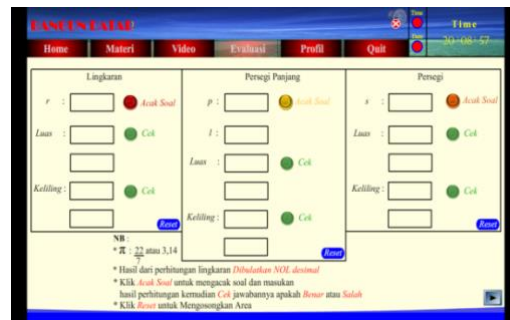 BANGUN DATAR
Time
Time
Date
20:08:57
Home Materi Video Evaluasi Profil Quit
Lingkaran
r :
Acak Soal
Luas :
Cek
Keliling :
Cek
Reset
Persegi Panjang
p :
Acak Soal
l :
Luas :
Cek
Keliling :
Cek
Reset
Persegi
s :
Acak Soal
Luas :
Cek
Keliling :
Cek
Reset
NB :
* π : 22/7 atau 3,14
* Hasil dari perhitungan lingkaran Dibulatkan NOL desimal
* Klik Acak Soal untuk mengacak soal dan masukan
hasil perhitungan kemudian Cek jawabannya apakah Benar atau Salah
* Klik Reset untuk Mengosongkan Area